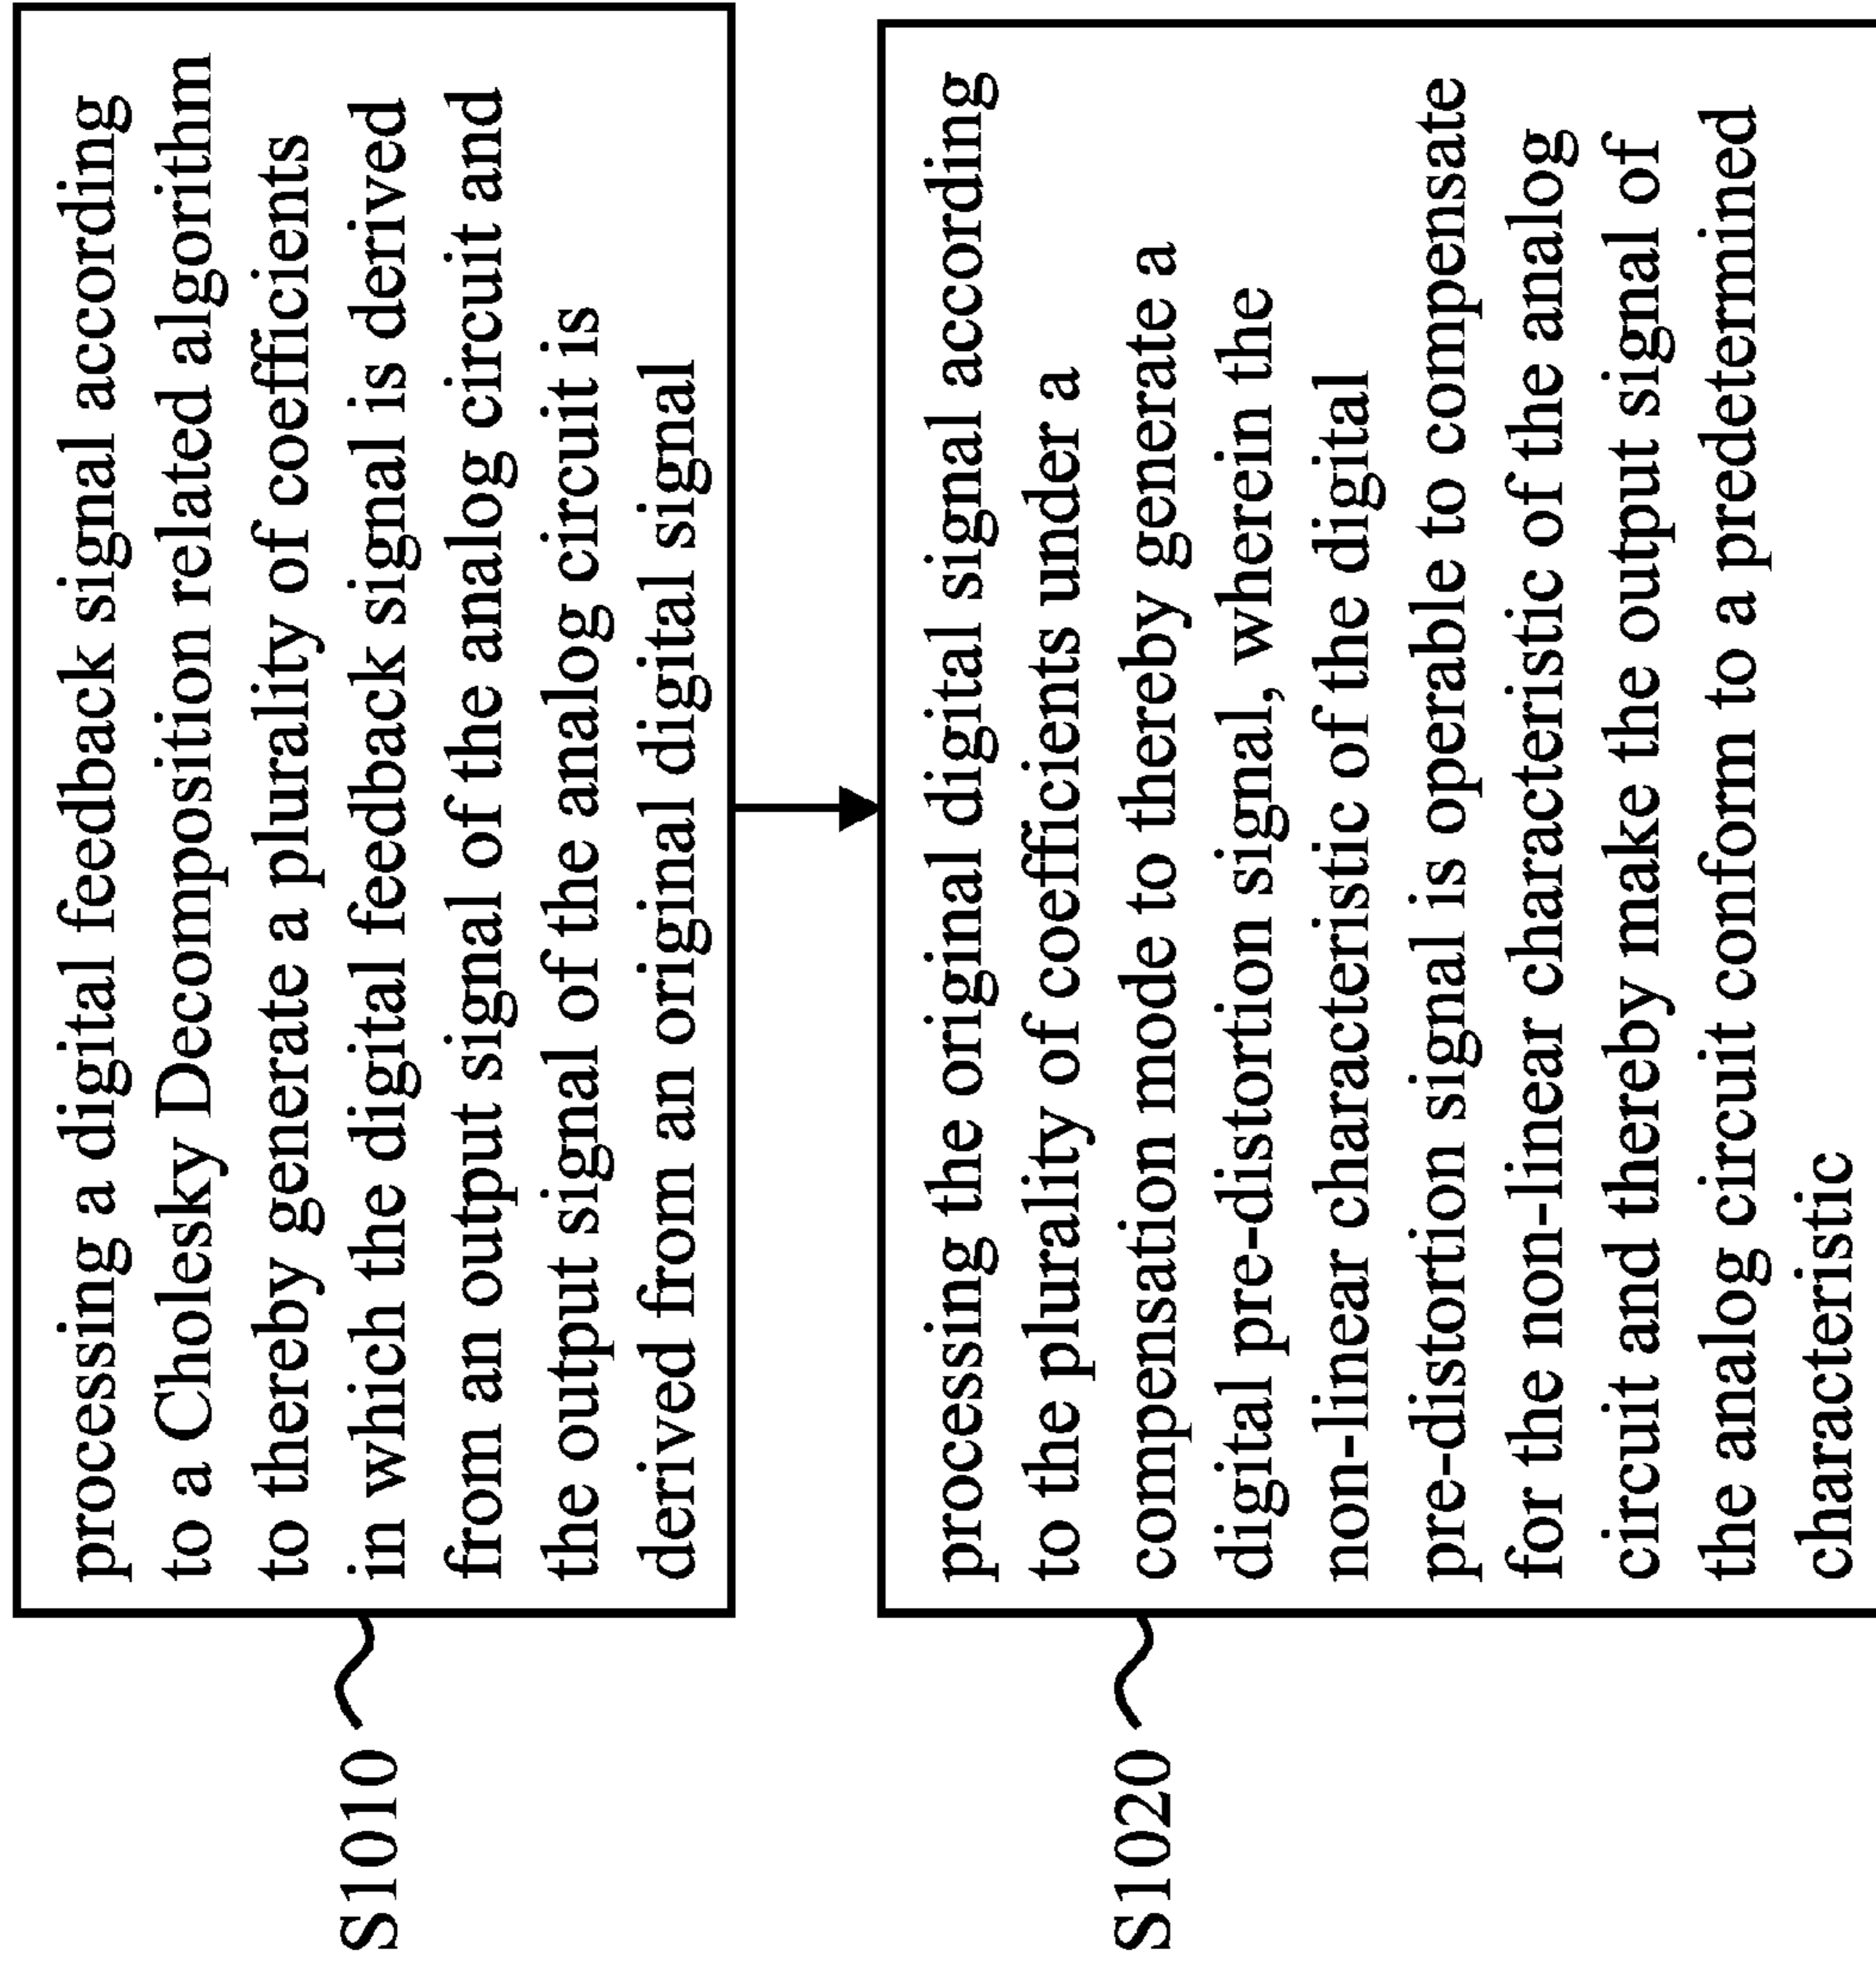 S1010
processing a digital feedback signal according
to a Cholesky Decomposition related algorithm
to thereby generate a plurality of coefficients
in which the digital feedback signal is derived
from an output signal of the analog circuit and
the output signal of the analog circuit is
derived from an original digital signal
S1020
processing the original digital signal according
to the plurality of coefficients under a
compensation mode to thereby generate a
digital pre-distortion signal, wherein the
non-linear characteristic of the digital
pre-distortion signal is operable to compensate
for the non-linear characteristic of the analog
circuit and thereby make the output signal of
the analog circuit conform to a predetermined
characteristic